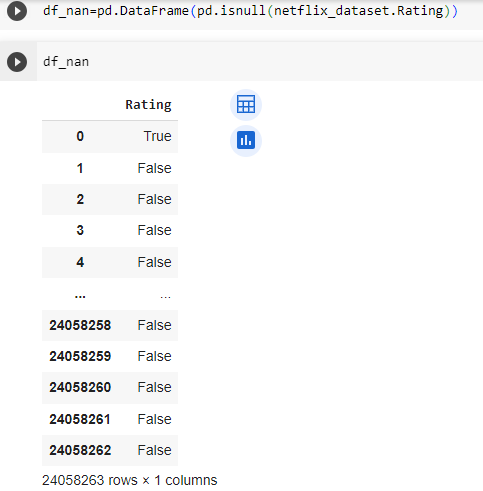 df_nan=pd.DataFrame(pd.isnull(netflix_dataset.Rating))
df_nan
Rating
0 True
1 False
2 False
3 False
4 False
... ...
24058258 False
24058259 False
24058260 False
24058261 False
24058262 False
24058263 rows × 1 columns